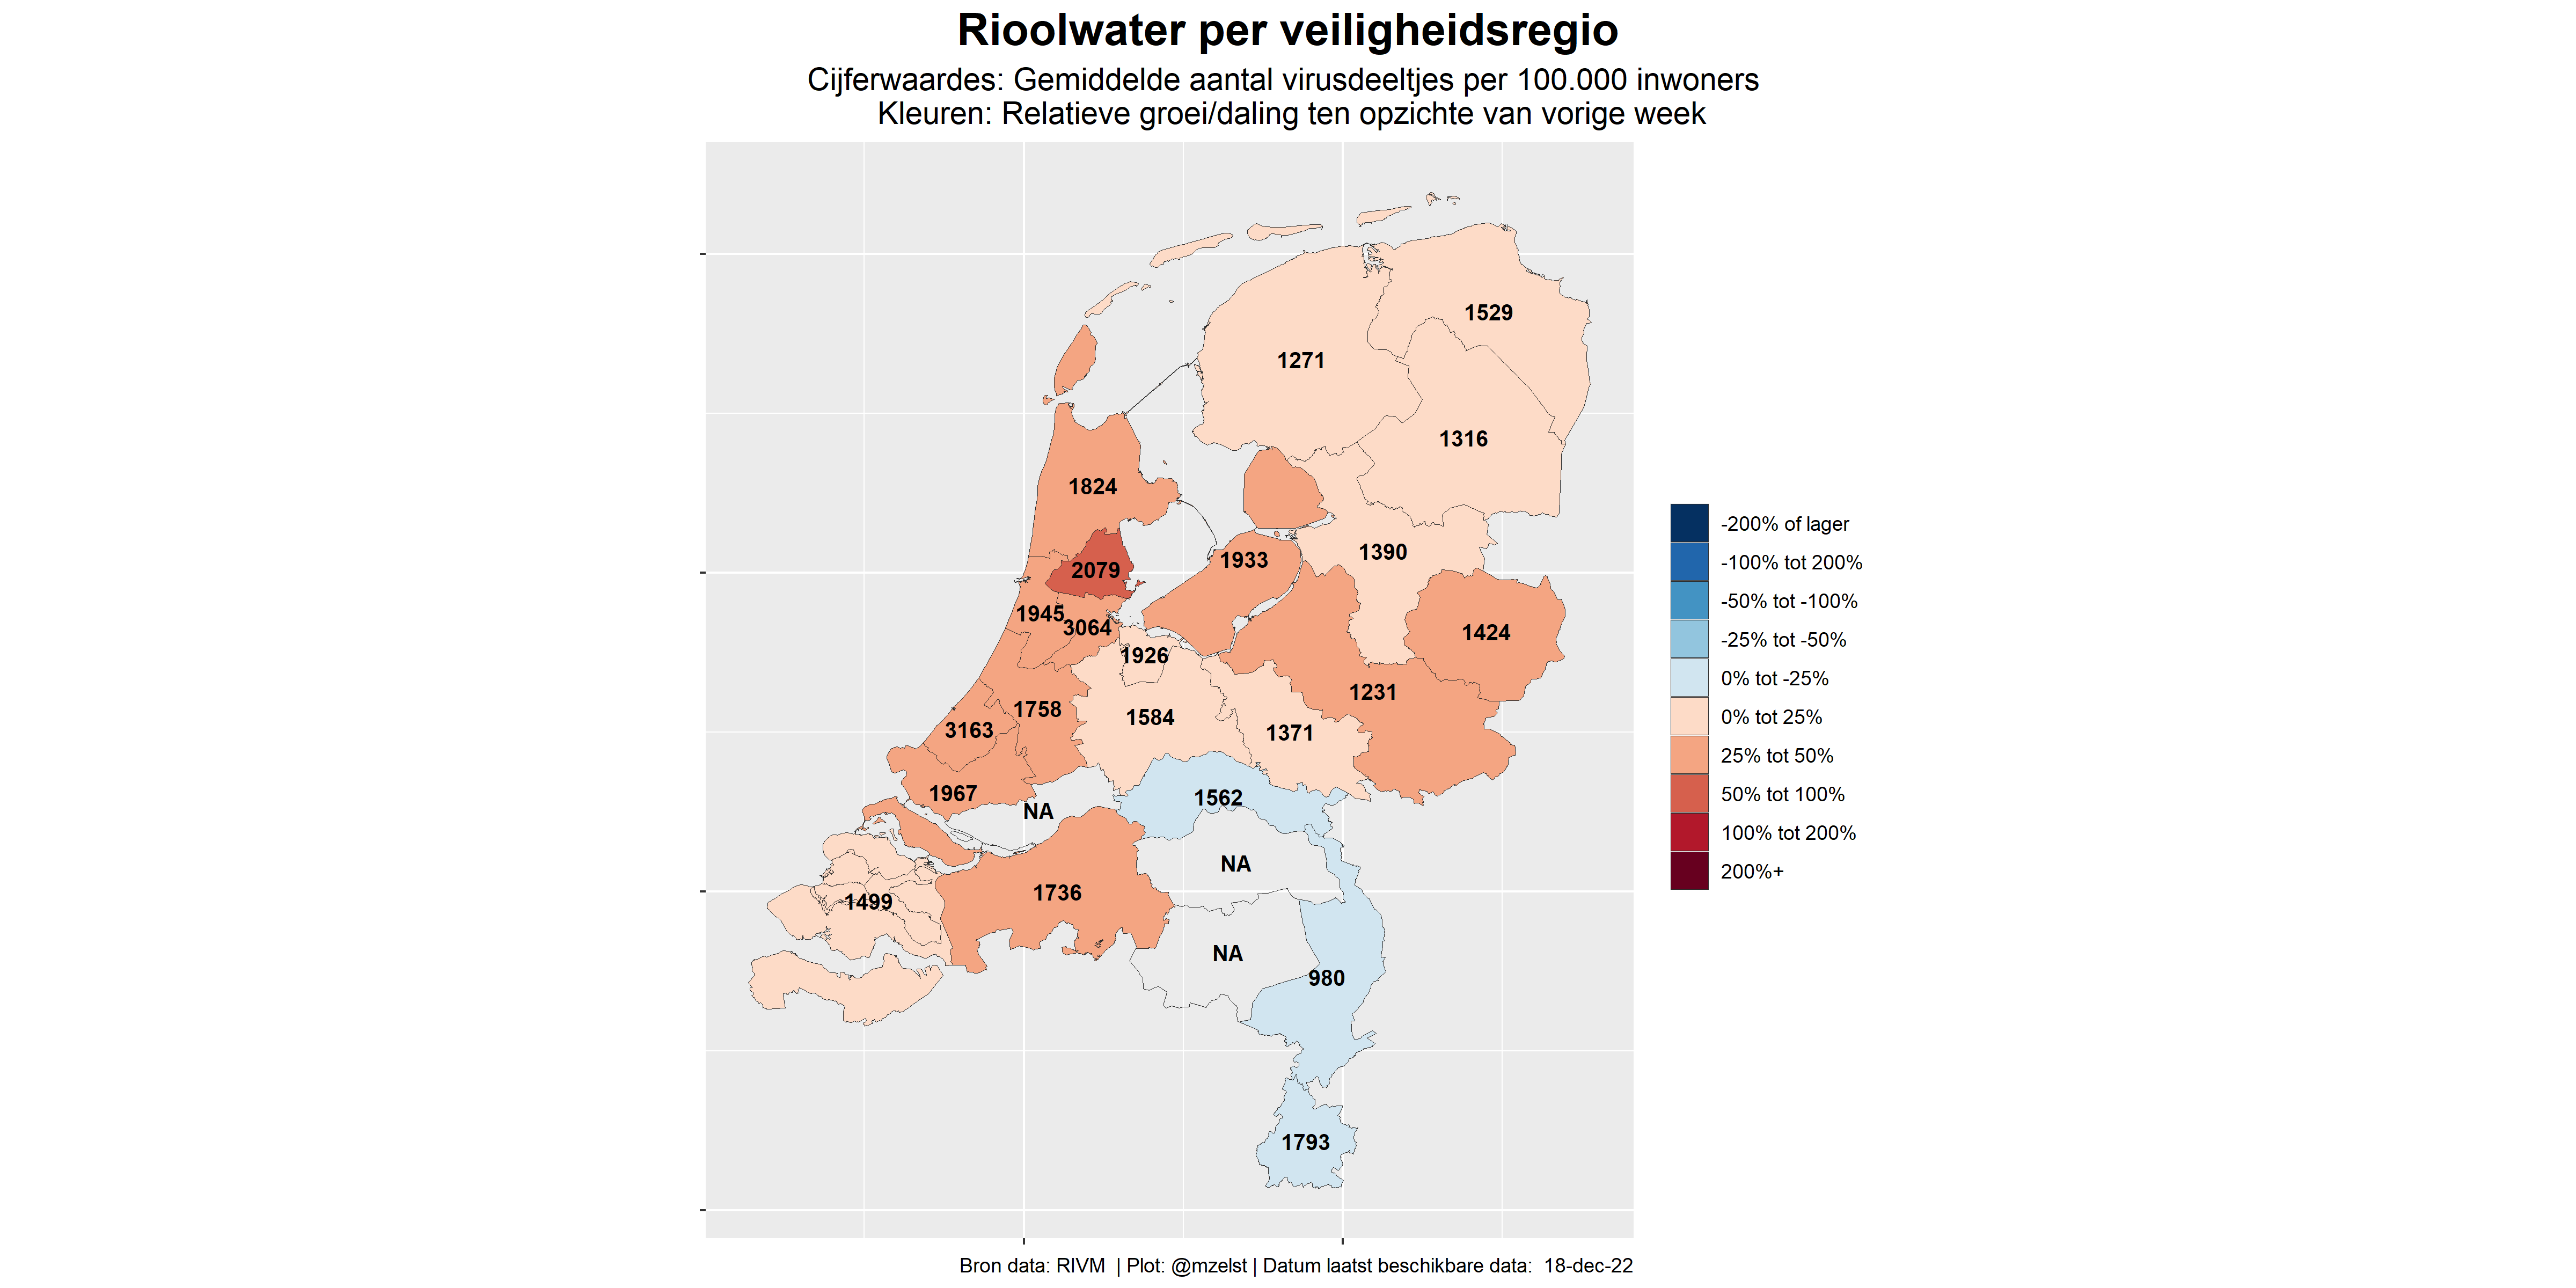 Rioolwater per veiligheidsregio
Cijferwaardes: Gemiddelde aantal virusdeeltjes per 100.000 inwoners
Kleuren: Relatieve groei/daling ten opzichte van vorige week
1529
1271
1316
1824
1390
1933
2079
1945
3064
1424
1926
1231
1758
1584
3163
1371
1967
1562
NA
NA
1736
1499
NA
980
1793
-200% of lager
-100% tot 200%
-50% tot -100%
-25% tot -50%
0% tot -25%
0% tot 25%
25% tot 50%
50% tot 100%
100% tot 200%
200%+
Bron data: RIVM | Plot: @mzelst | Datum laatst beschikbare data: 18-dec-22